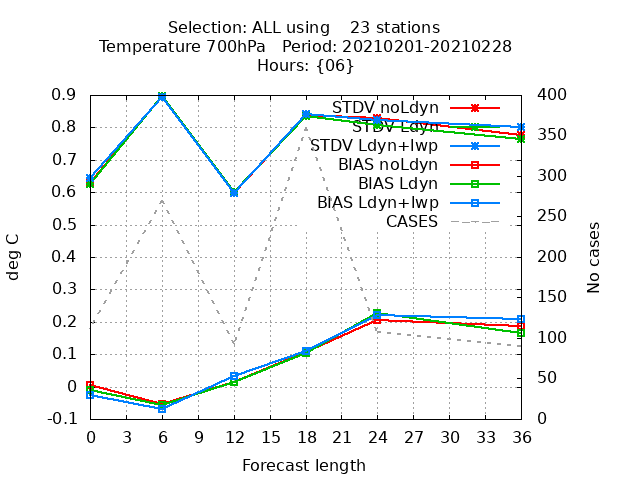 Selection: ALL using 23 stations
Temperature 700hPa Period: 20210201-20210228
Hours: {06}
0.9
0.8
0.7
0.6
0.5
0.4
0.3
0.2
0.1
0
-0.1
deg C
400
350
300
250
200
150
100
50
0
No cases
STDV noLdyn
STDV Ldyn
STDV Ldyn+lwp
BIAS noLdyn
BIAS Ldyn
BIAS Ldyn+lwp
CASES
0 3 6 9 12 15 18 21 24 27 30 33 36
Forecast length